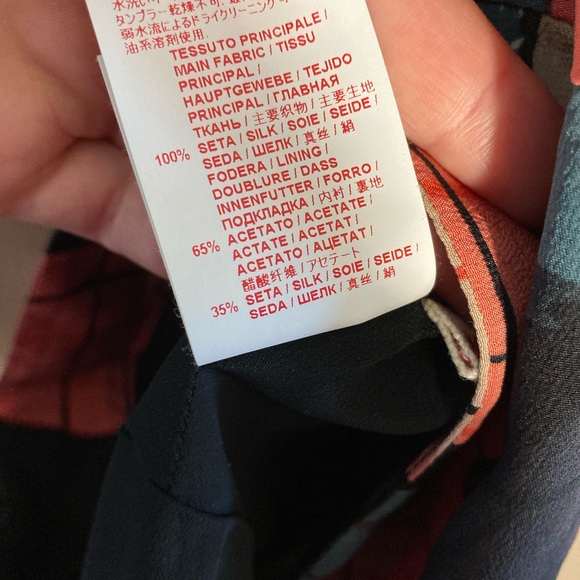 タンブラー乾燥不可.
弱水流によるドライクリーニング
油系溶剤使用.
TESSUTO PRINCIPALE /
MAIN FABRIC / TISSU
PRINCIPAL /
HAUPTGEWEBE / TEJIDO
PRINCIPAL / ГЛАВНАЯ
ТКАНЬ / 主要织物 / 主要生地
100% SETA / SILK / SOIE / SEIDE /
SEDA / ШЕЛК / 真丝 / 絹
FODERA / LINING /
DOUBLURE / DASS
INNENFUTTER / FORRO /
ПОДКЛАДКА / 内衬 / 裏地
65% ACETATO / ACETATE /
ACTATE / ACETAT /
ACETATO / АЦЕТАТ /
醋酸纤维 / アセテート
35% SETA / SILK / SOIE / SEIDE /
SEDA / ШЕЛК / 真丝 / 絹